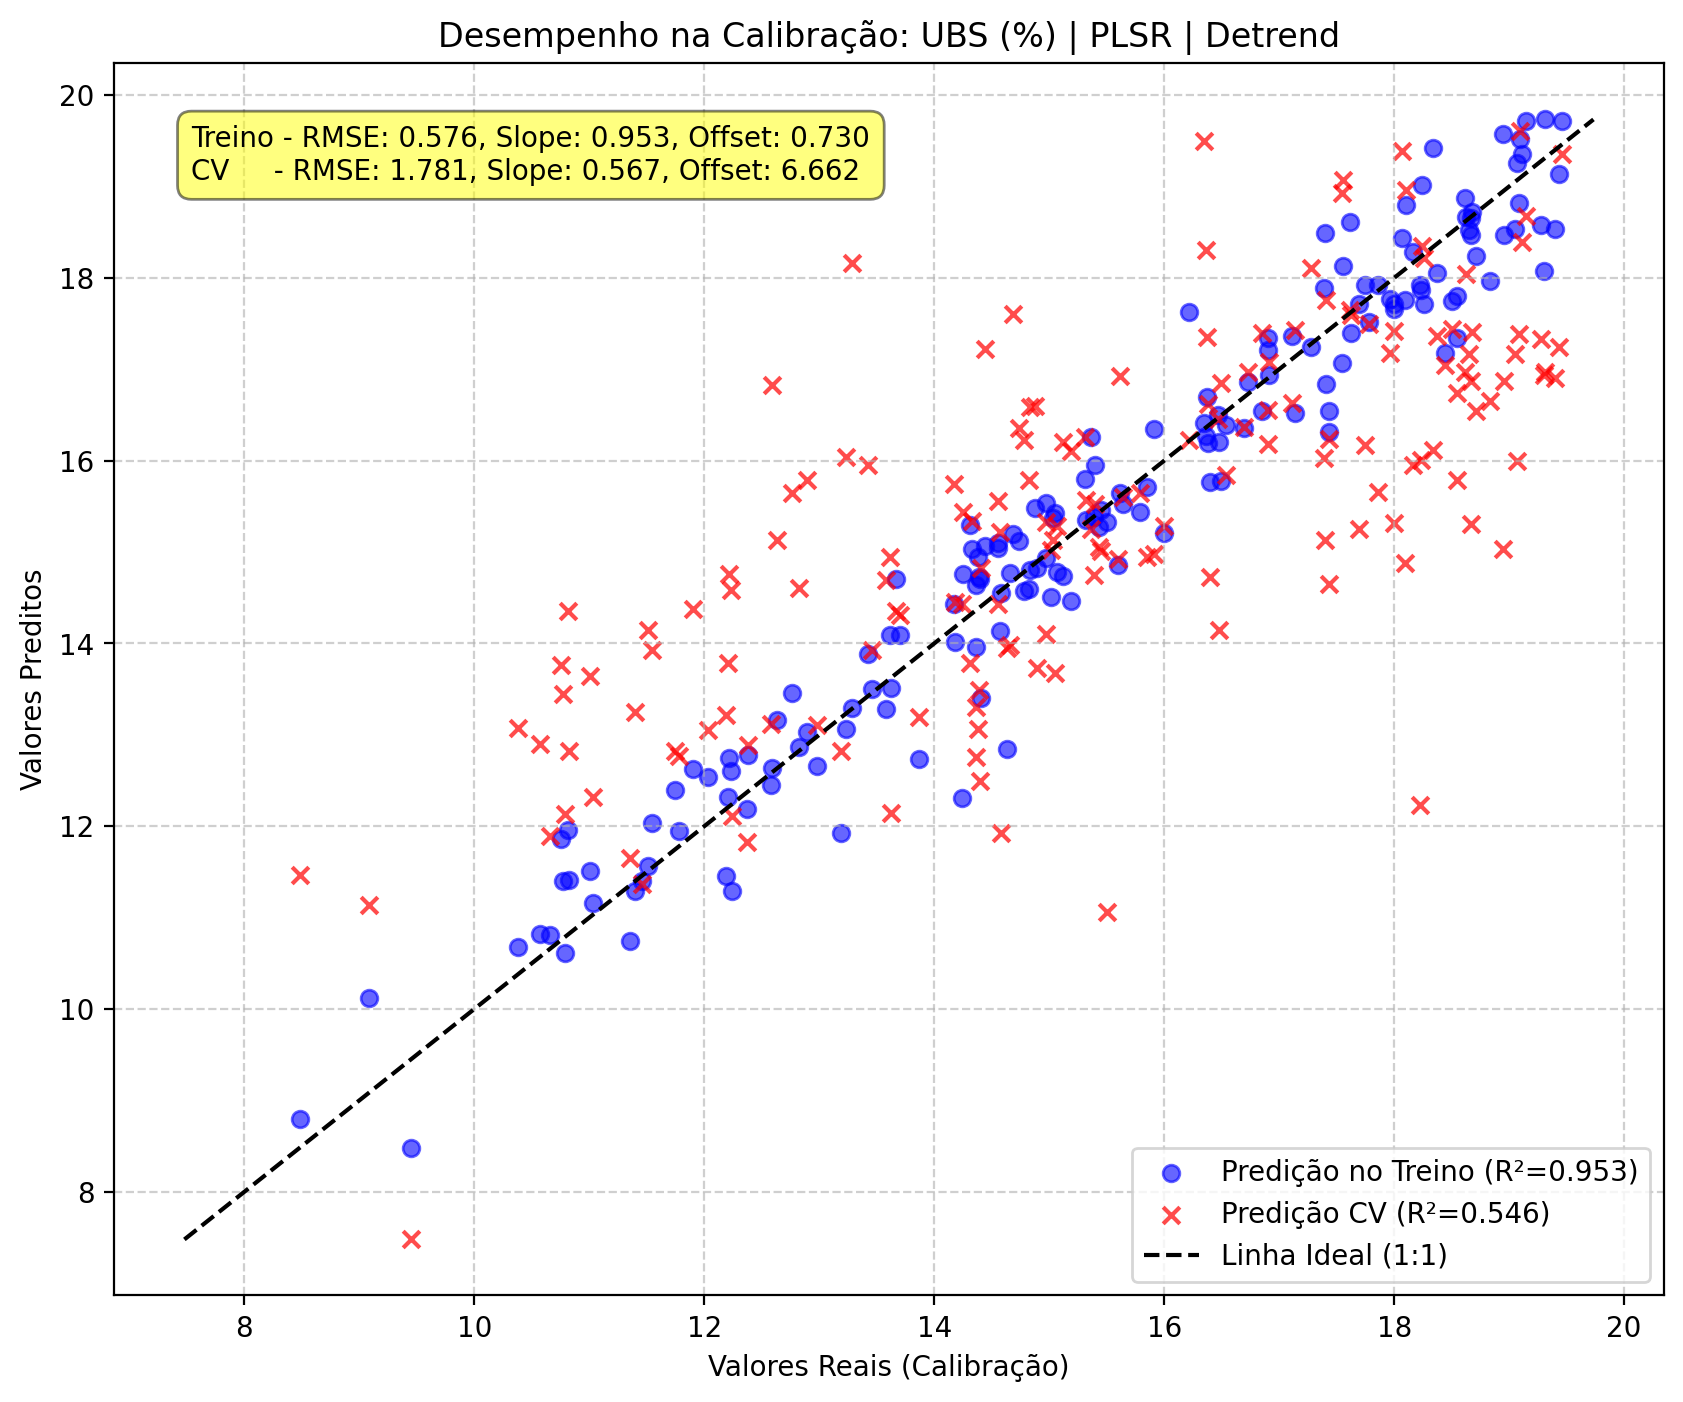 Desempenho na Calibração: UBS (%) | PLSR | Detrend
Treino - RMSE: 0.576, Slope: 0.953, Offset: 0.730
CV     - RMSE: 1.781, Slope: 0.567, Offset: 6.662
Valores Preditos
20
18
16
14
12
10
8
Predição no Treino (R²=0.953)
Predição CV (R²=0.546)
Linha Ideal (1:1)
8 10 12 14 16 18 20
Valores Reais (Calibração)